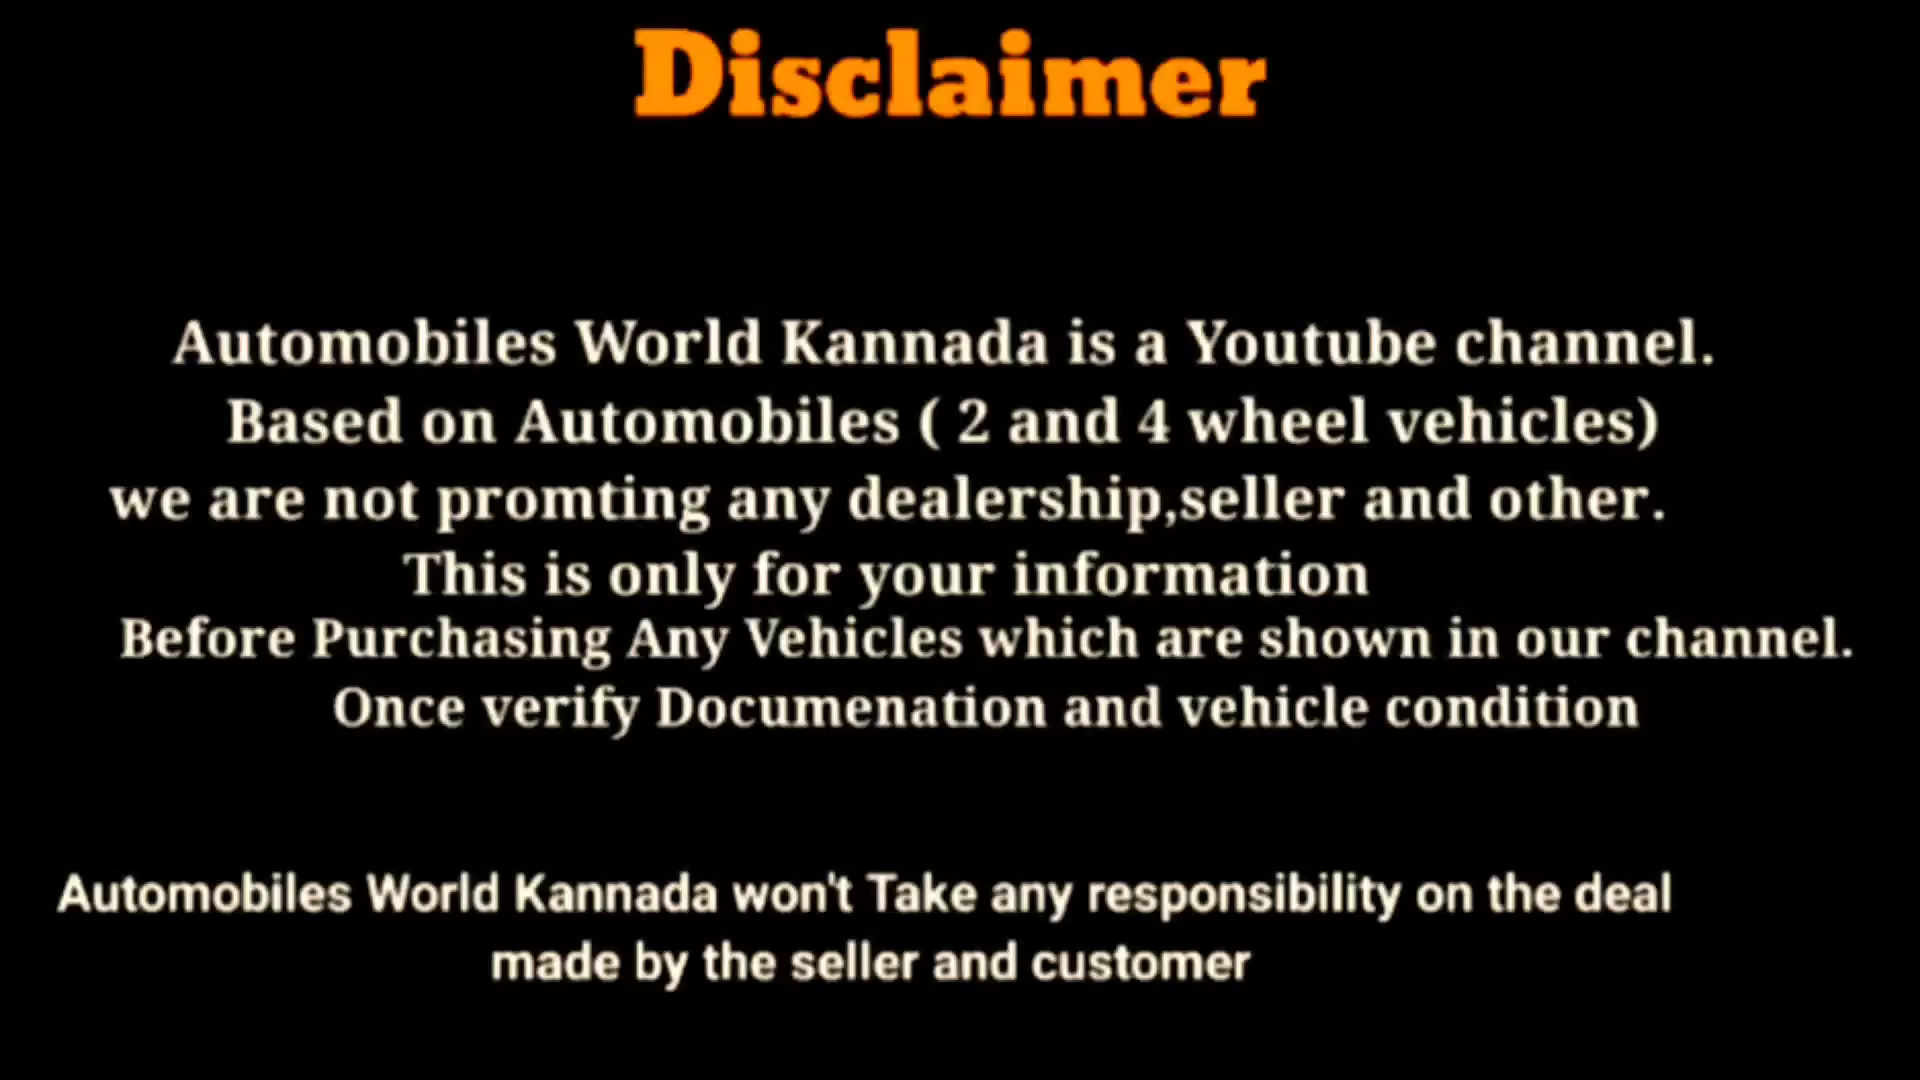 Disclaimer
Automobiles World Kannada is a Youtube channel.
Based on Automobiles ( 2 and 4 wheel vehicles)
we are not promting any dealership,seller and other.
This is only for your information
Before Purchasing Any Vehicles which are shown in our channel.
Once verify Documenation and vehicle condition
Automobiles World Kannada won't Take any responsibility on the deal
made by the seller and customer